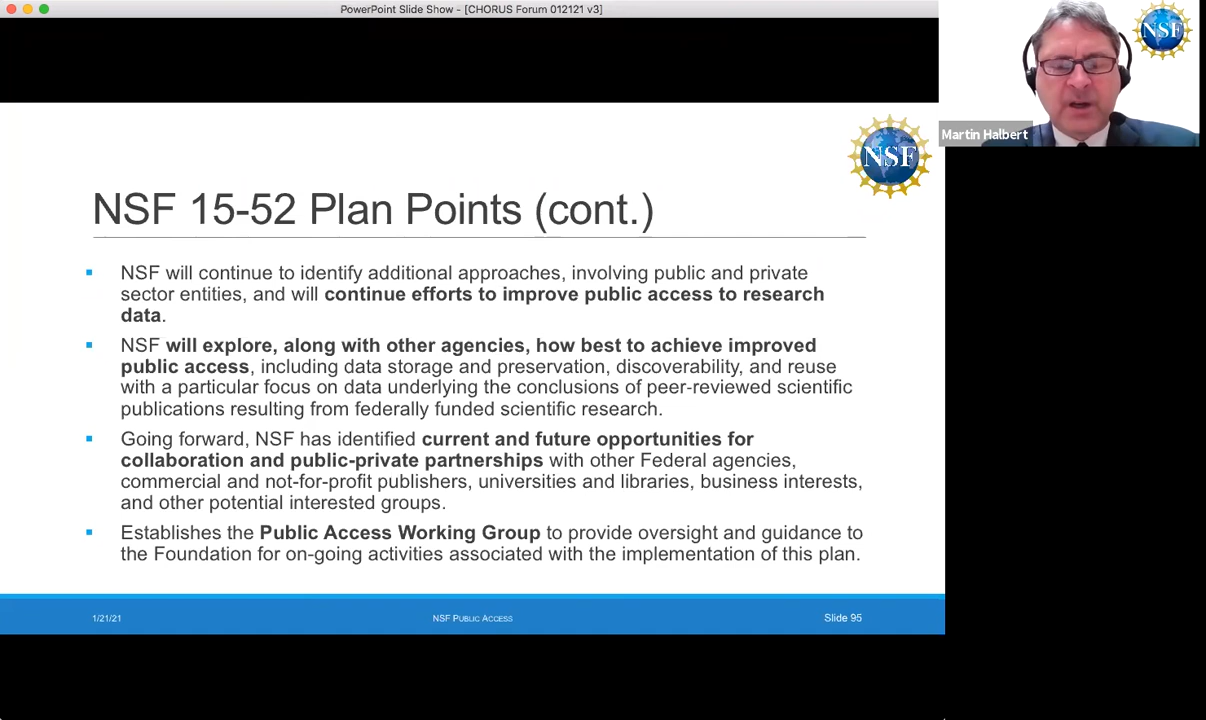 PowerPoint Slide Show - [CHORUS Forum 012121 v3]
NSF
Martin Halbert
NSF
NSF 15-52 Plan Points (cont.)
NSF will continue to identify additional approaches, involving public and private
sector entities, and will continue efforts to improve public access to research
data.
NSF will explore, along with other agencies, how best to achieve improved
public access, including data storage and preservation, discoverability, and reuse
with a particular focus on data underlying the conclusions of peer-reviewed scientific
publications resulting from federally funded scientific research.
Going forward, NSF has identified current and future opportunities for
collaboration and public-private partnerships with other Federal agencies,
commercial and not-for-profit publishers, universities and libraries, business interests,
and other potential interested groups.
Establishes the Public Access Working Group to provide oversight and guidance to
the Foundation for on-going activities associated with the implementation of this plan.
1/21/21 NSF Public Access Slide 95